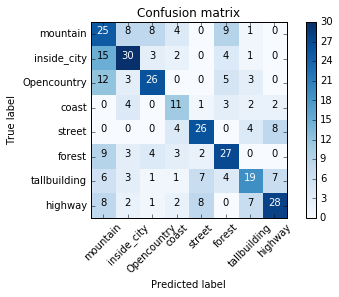 Confusion matrix
mountain 25 8 8 4 0 9 1 0
inside_city 15 30 3 2 0 4 1 0
Opencountry 12 3 26 0 0 5 3 0
coast 0 4 0 11 1 3 2 2
street 0 0 0 4 26 0 4 8
forest 9 3 4 3 2 27 0 0
tallbuilding 6 3 1 1 7 4 19 7
highway 8 2 1 2 8 0 7 28
mountain inside_city Opencountry coast street forest tallbuilding highway
True label
Predicted label
30
27
24
21
18
15
12
9
6
3
0